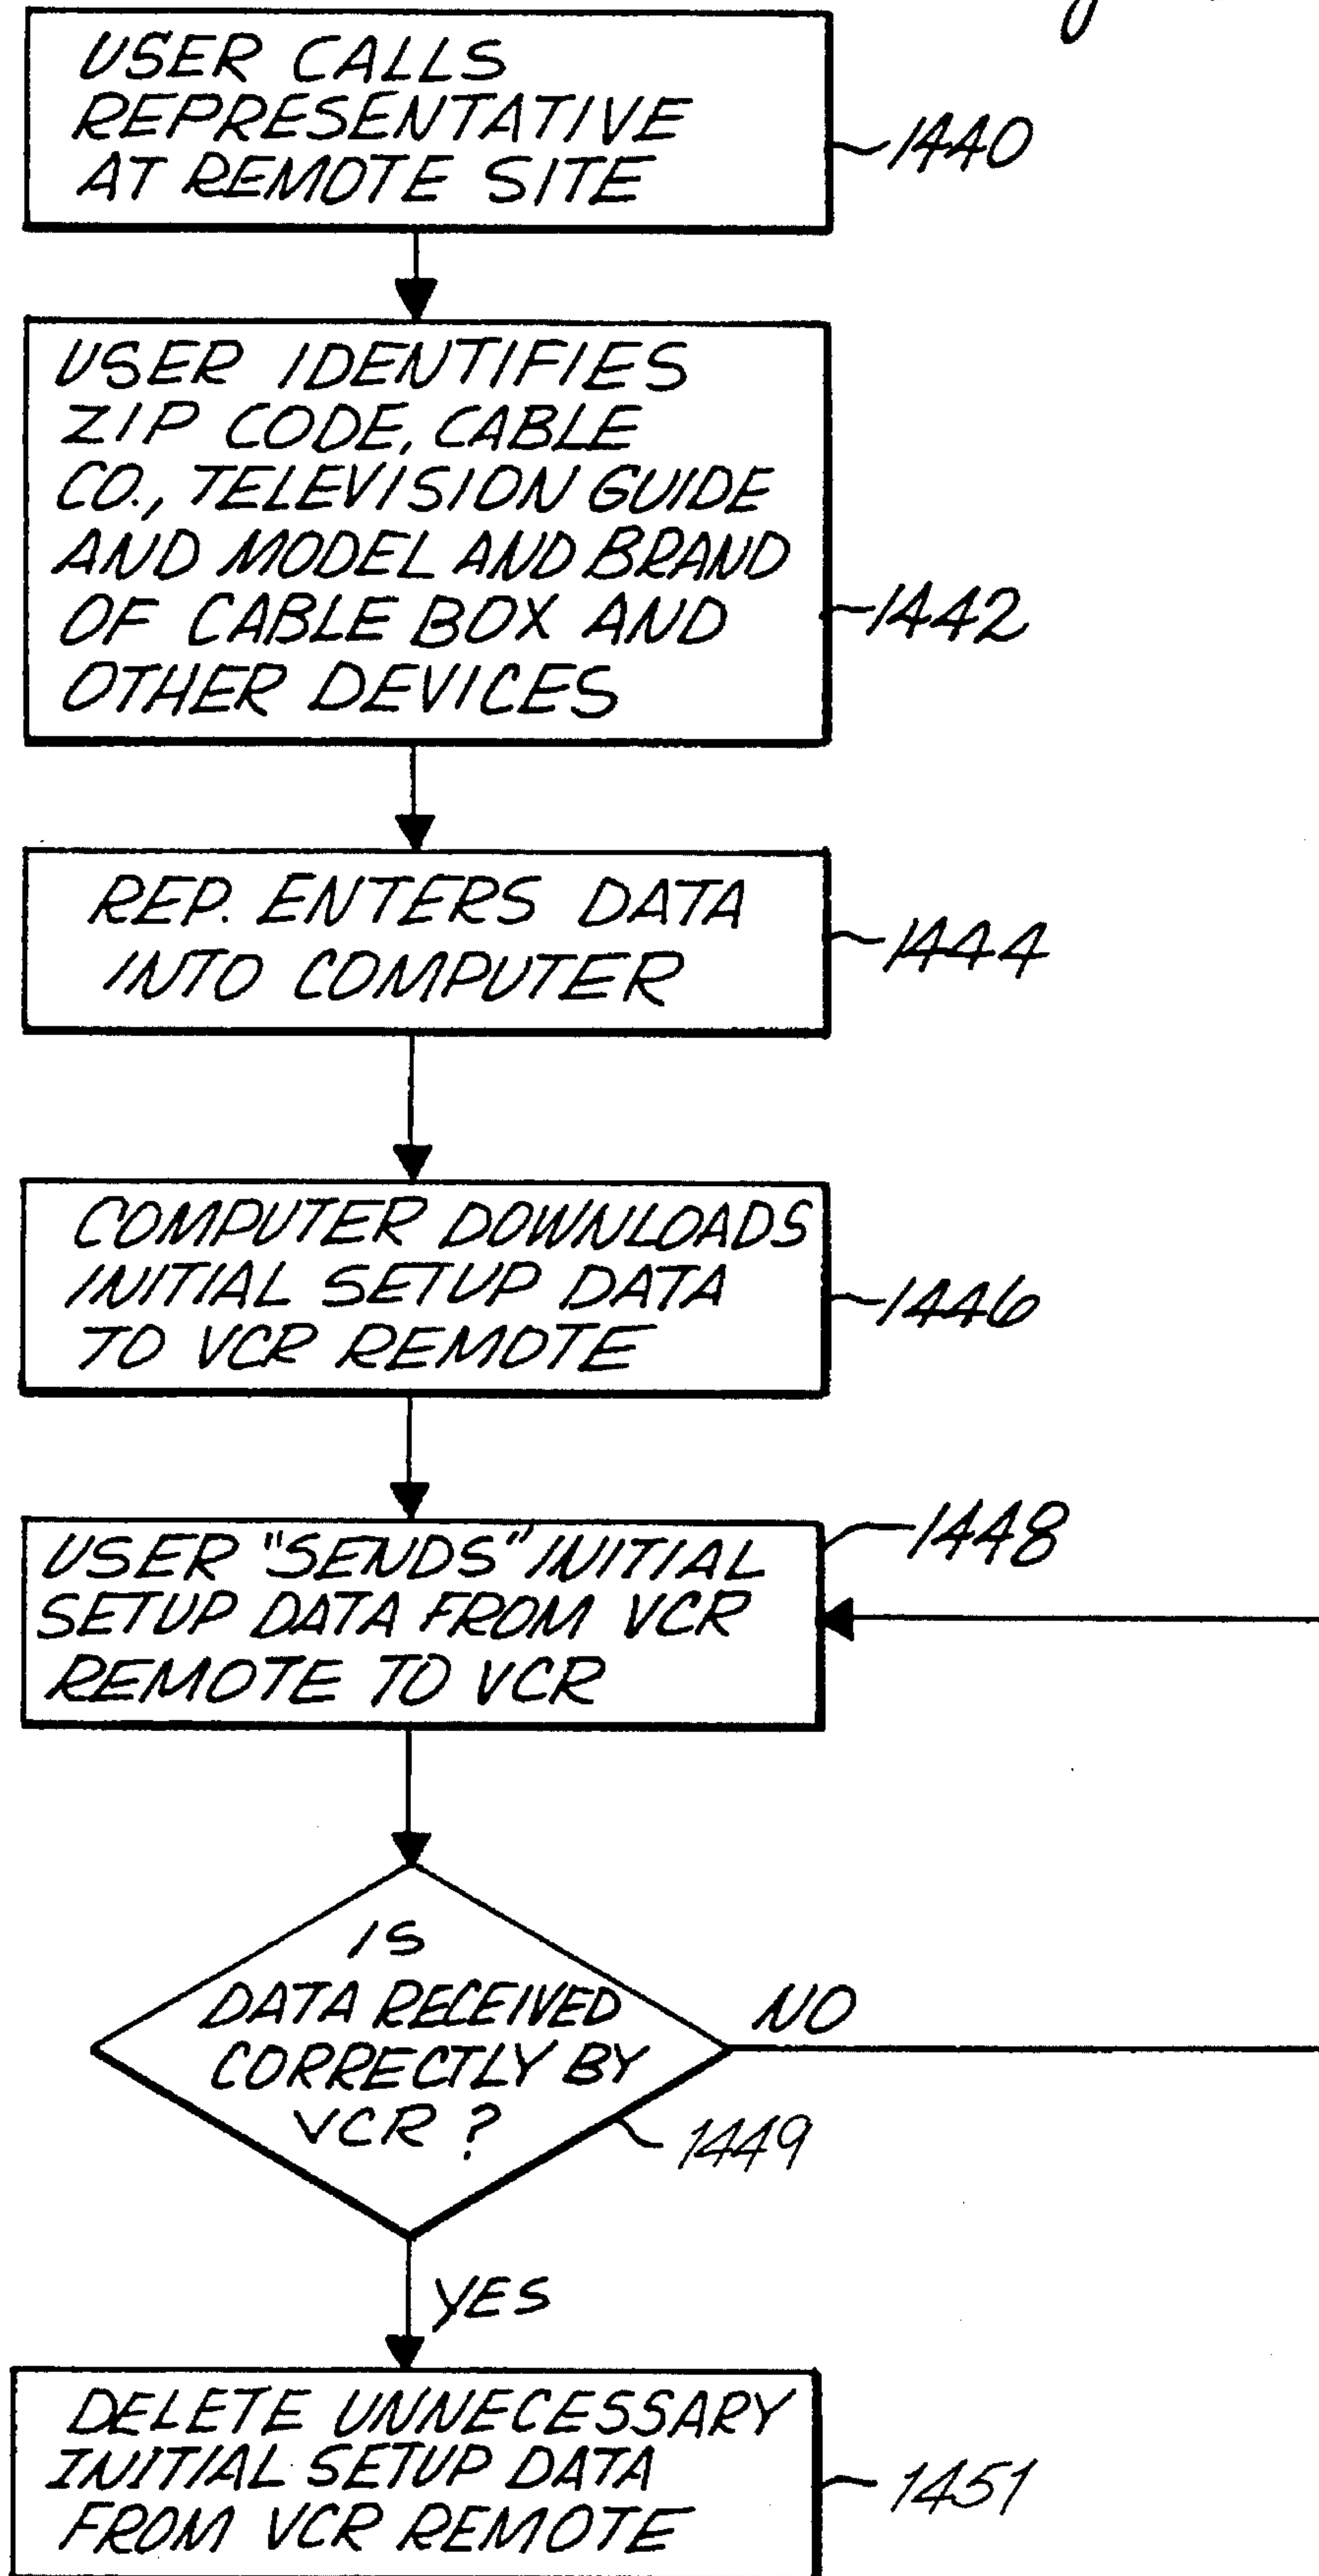 USER CALLS
REPRESENTATIVE
AT REMOTE SITE
1440
USER IDENTIFIES
ZIP CODE, CABLE
CO., TELEVISION GUIDE
AND MODEL AND BRAND
OF CABLE BOX AND
OTHER DEVICES
1442
REP. ENTERS DATA
INTO COMPUTER
1444
COMPUTER DOWNLOADS
INITIAL SETUP DATA
TO VCR REMOTE
1446
USER "SENDS" INITIAL
SETUP DATA FROM VCR
REMOTE TO VCR
1448
IS
DATA RECEIVED
CORRECTLY BY
VCR ?
NO
1449
YES
DELETE UNNECESSARY
INITIAL SETUP DATA
FROM VCR REMOTE
1451